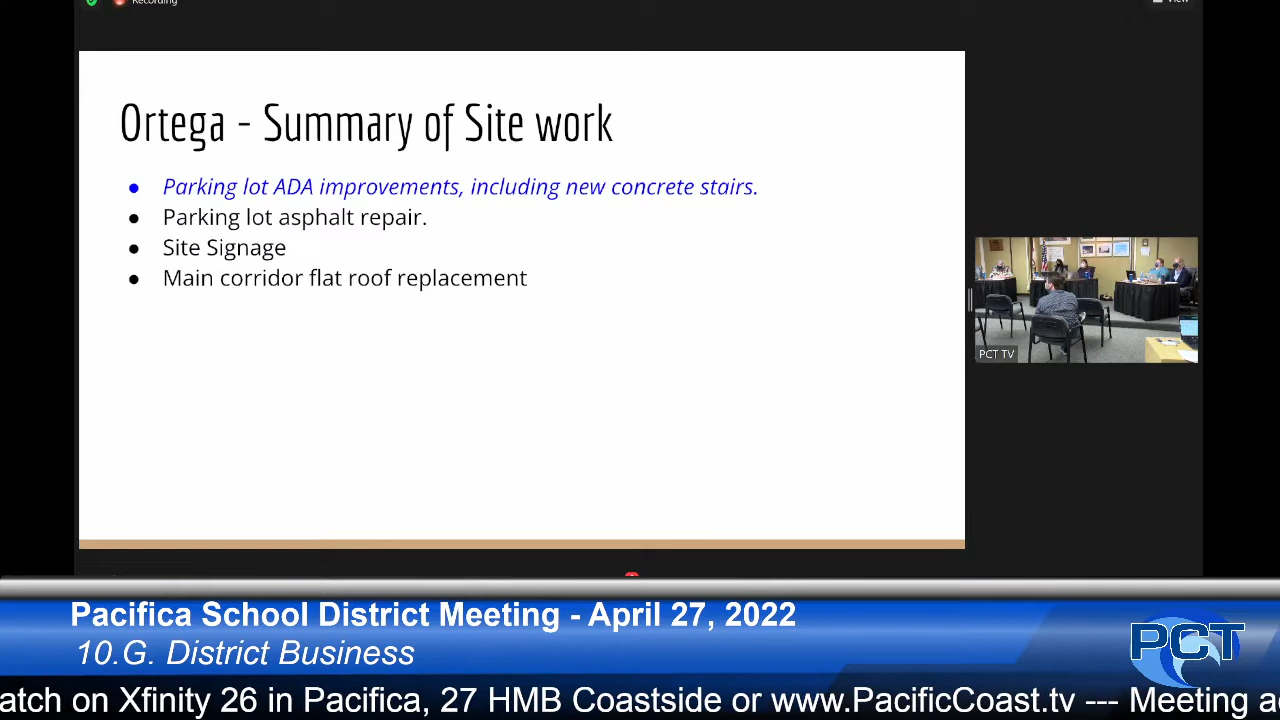 Recording
View
Ortega - Summary of Site work
● Parking lot ADA improvements, including new concrete stairs.
● Parking lot asphalt repair.
● Site Signage
● Main corridor flat roof replacement
PCT TV
Pacifica School District Meeting - April 27, 2022
10.G. District Business
PCT
atch on Xfinity 26 in Pacifica, 27 HMB Coastside or www.PacificCoast.tv --- Meeting a